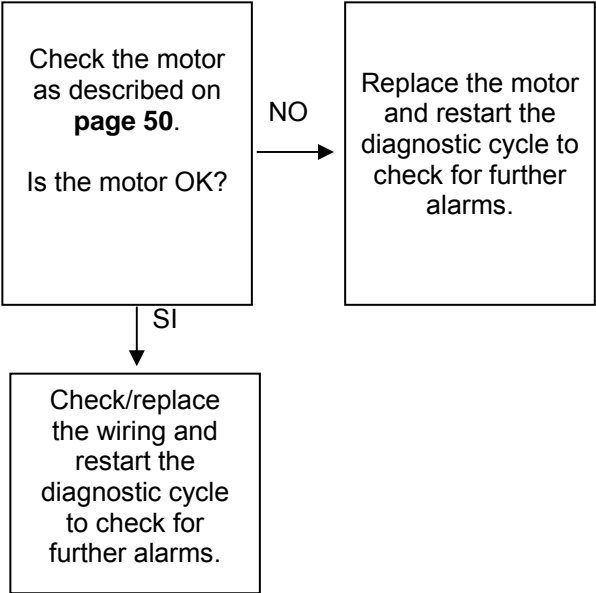 Check the motor
as described on
page 50.
Is the motor OK?
NO
Replace the motor
and restart the
diagnostic cycle to
check for further
alarms.
SI
Check/replace
the wiring and
restart the
diagnostic cycle
to check for
further alarms.